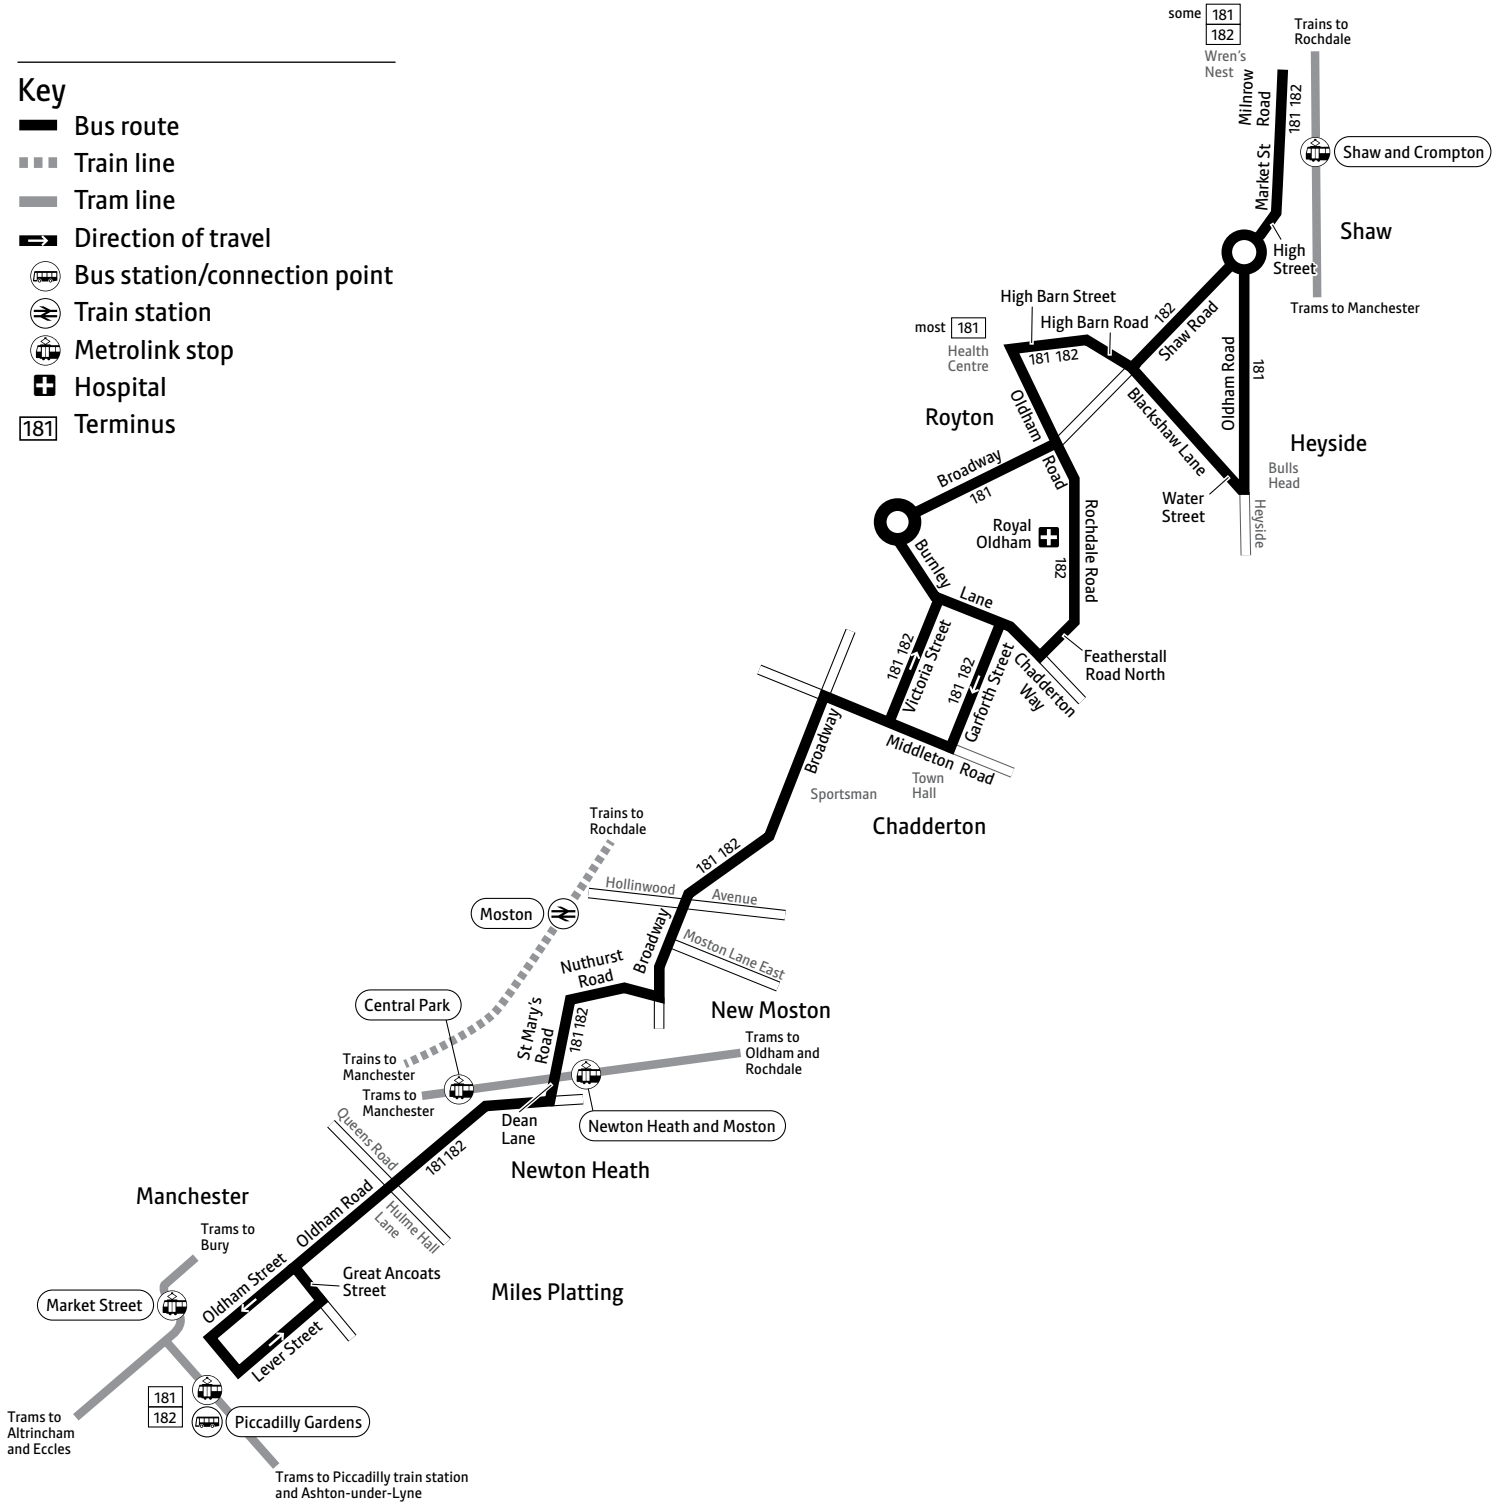 Key
Bus route
Train line
Tram line
Direction of travel
Bus station/connection point
Train station
Metrolink stop
Hospital
181
Terminus
some
181
182
Wren's
Nest
Trains to
Rochdale
Milnrow
Road
181 182
Market St
Shaw and Crompton
Shaw
High
Street
Trams to Manchester
High Barn Street
High Barn Road
most
181
Health
Centre
181 182
182
Shaw Road
Oldham Road
181
Blackshaw Lane
Royton
Oldham
Road
Heyside
Bulls
Head
Heyside
Water
Street
Broadway
181
Royal
Oldham
Rochdale Road
182
Burnley
Lane
181 182
Victoria Street
181 182
Garforth Street
Chadderton
Way
Featherstall
Road North
Broadway
Middleton Road
Town
Hall
Sportsman
Chadderton
Trains to
Rochdale
181 182
Hollinwood
Avenue
Moston
Broadway
Moston Lane East
Nuthurst
Road
New Moston
Central Park
St Mary's
Road
181 182
Trams to
Oldham and
Rochdale
Trains to
Manchester
Trams to
Manchester
Dean
Lane
Newton Heath and Moston
Queens Road
181 182
Newton Heath
Manchester
Oldham Road
Hulme Hall
Lane
Trams to
Bury
Oldham Street
Great Ancoats
Street
Miles Platting
Market Street
Lever Street
181
182
Piccadilly Gardens
Trams to
Altrincham
and Eccles
Trams to Piccadilly train station
and Ashton-under-Lyne